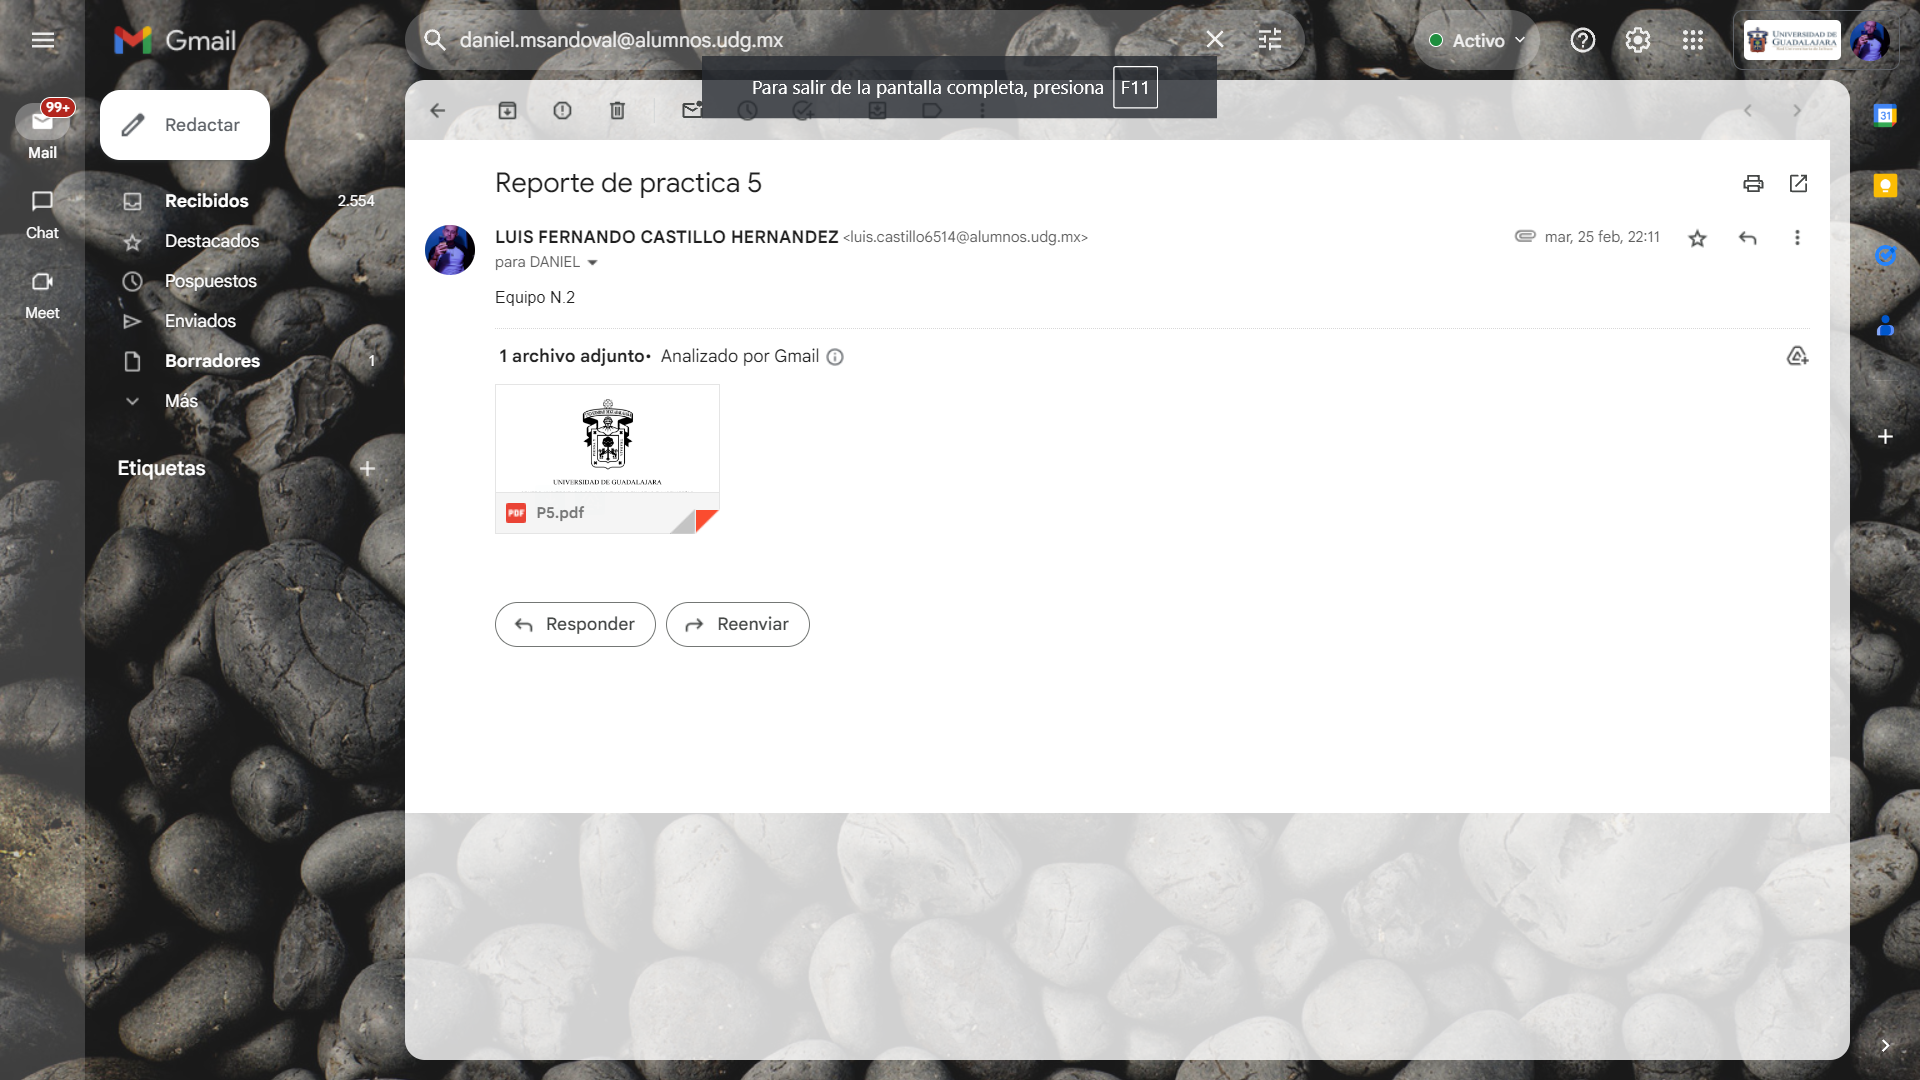 Gmail
daniel.msandoval@alumnos.udg.mx
Activo
UNIVERSIDAD DE
GUADALAJARA
Para salir de la pantalla completa, presiona F11
99+
Mail
Chat
Meet
Redactar
Recibidos 2.554
Destacados
Pospuestos
Enviados
Borradores 1
Más
Etiquetas
Reporte de practica 5
LUIS FERNANDO CASTILLO HERNANDEZ <luis.castillo6514@alumnos.udg.mx>
mar, 25 feb, 22:11
para DANIEL
Equipo N.2
1 archivo adjunto • Analizado por Gmail
UNIVERSIDAD DE GUADALAJARA
PDF P5.pdf
Responder
Reenviar
31